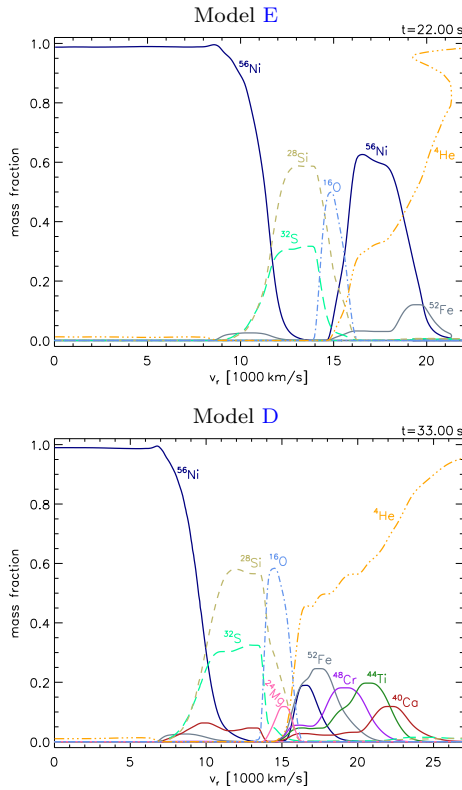 Model E
t=22.00 s
1.0
0.8
0.6
0.4
0.2
0.0
mass fraction
⁵⁶Ni
²⁸Si
³²S
¹⁶O
⁵⁶Ni
⁴He
⁵²Fe
0 5 10 15 20
vᵣ [1000 km/s]
Model D
t=33.00 s
1.0
0.8
0.6
0.4
0.2
0.0
mass fraction
⁵⁶Ni
²⁸Si
¹⁶O
³²S
²⁴Mg
⁵²Fe
⁴⁸Cr
⁴⁴Ti
⁴⁰Ca
⁴He
0 5 10 15 20 25
vᵣ [1000 km/s]